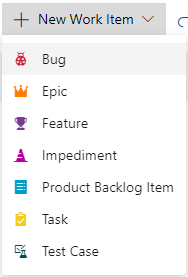 New Work Item
Bug
Epic
Feature
Impediment
Product Backlog Item
Task
Test Case